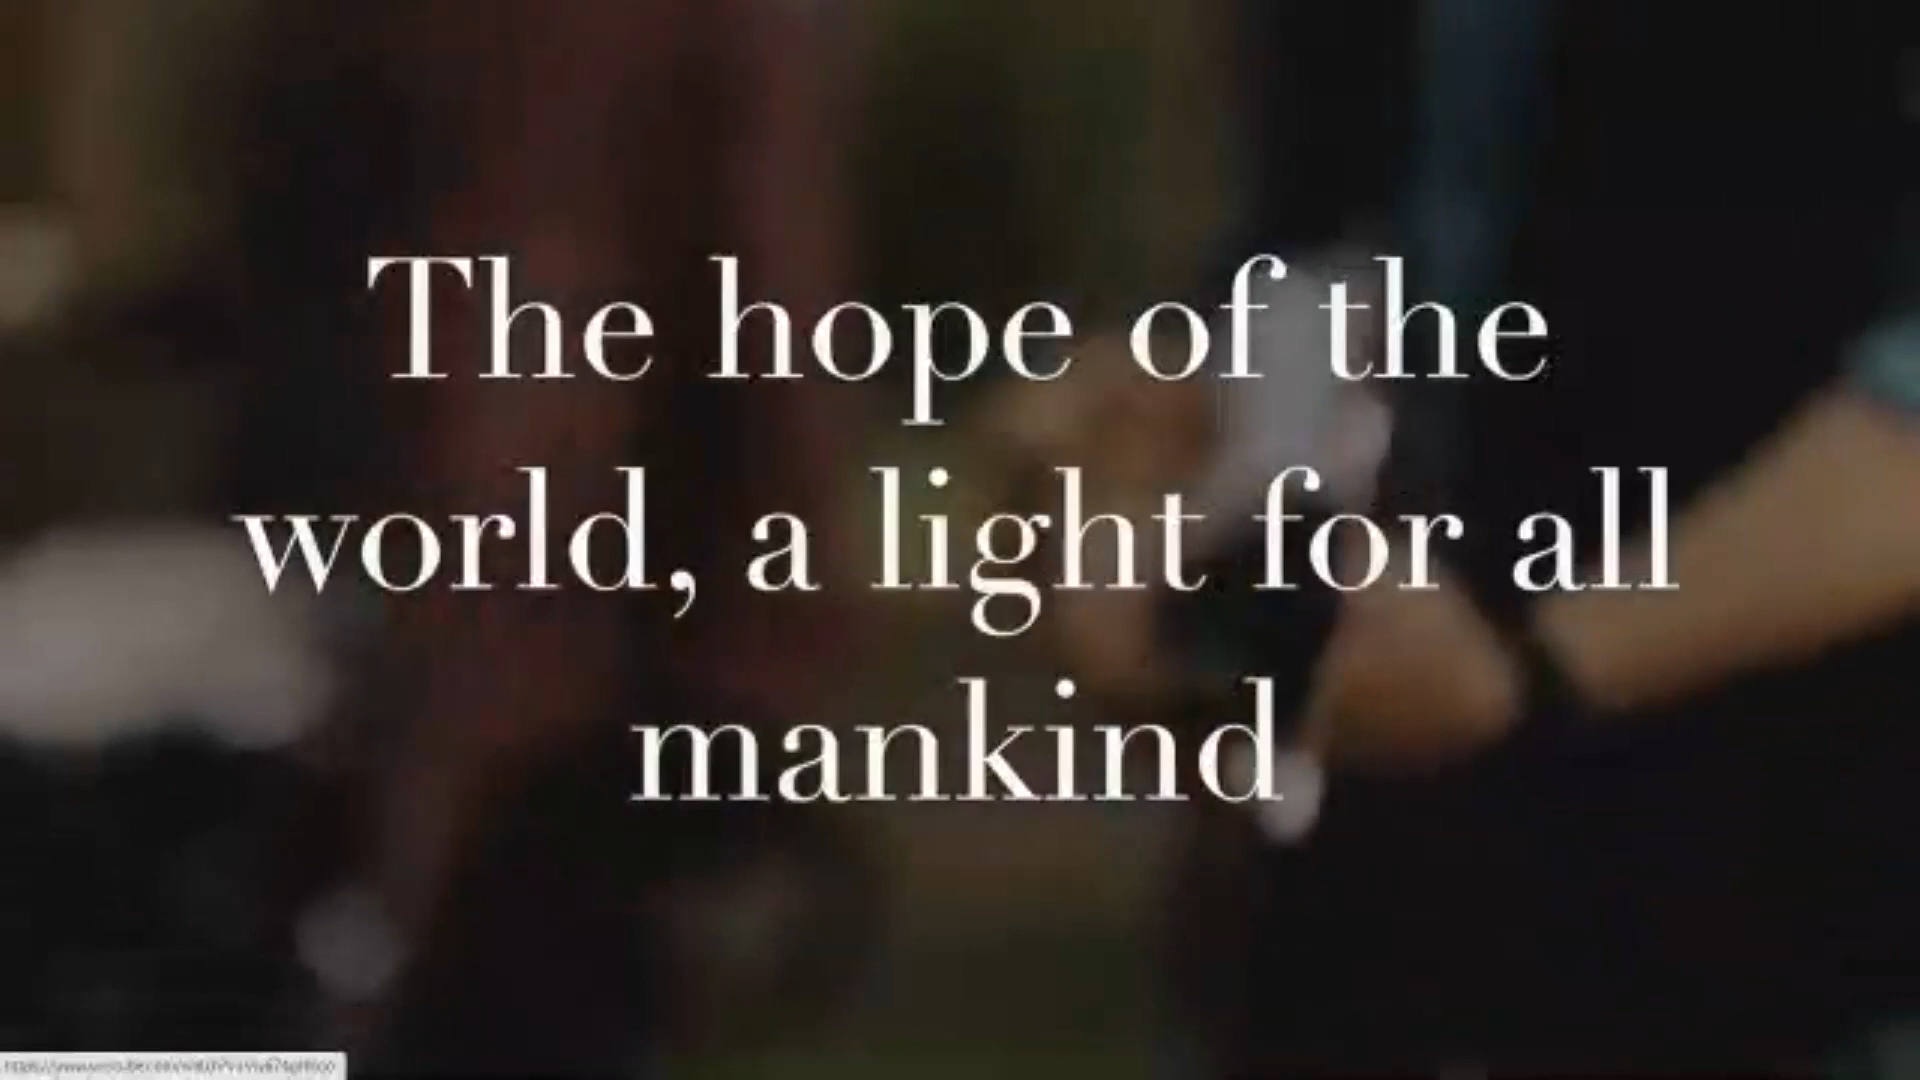 The hope of the
world, a light for all
mankind